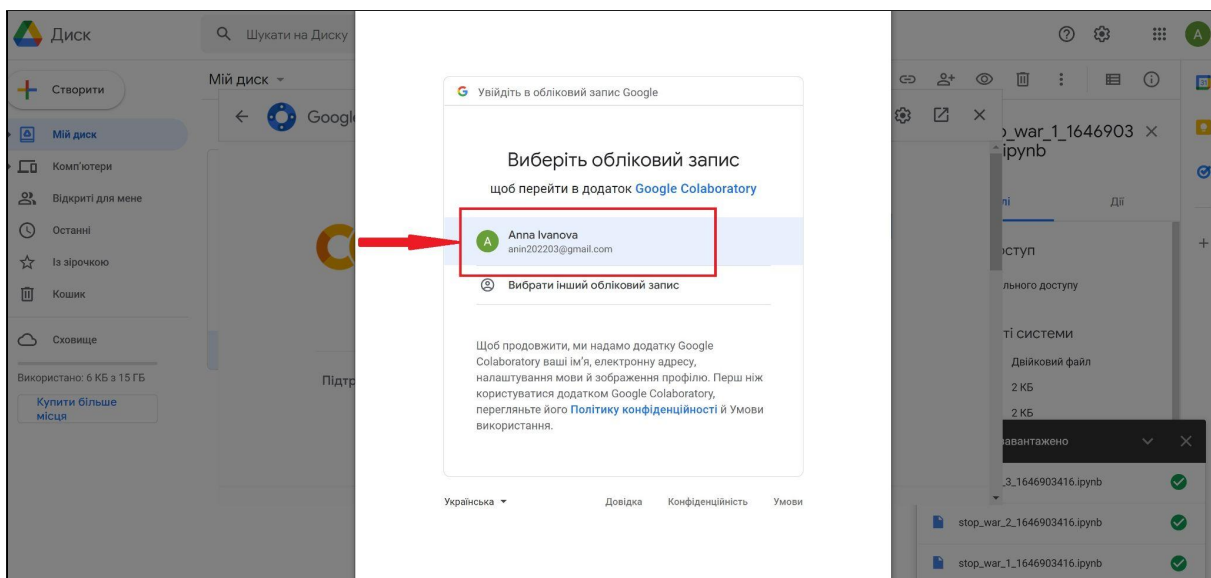 Диск
Шукати на Диску
A
Створити
Мій диск
Комп'ютери
Відкриті для мене
Останні
Із зірочкою
Кошик
Сховище
Використано: 6 КБ з 15 ГБ
Купити більше
місця
Мій диск
Googl
Підтр
G Увійдіть в обліковий запис Google
Виберіть обліковий запис
щоб перейти в додаток Google Colaboratory
A
Anna Ivanova
anin202203@gmail.com
Вибрати інший обліковий запис
Щоб продовжити, ми надамо додатку Google
Colaboratory ваші ім'я, електронну адресу,
налаштування мови й зображення профілю. Перш ніж
користуватися додатком Google Colaboratory,
перегляньте його Політику конфіденційності й Умови
використання.
Українська
Довідка Конфіденційність Умови
_war_1_1646903
ipynb
лі Дії
оступ
льного доступу
ті системи
Двійковий файл
2 КБ
2 КБ
завантажено
_3_1646903416.ipynb
stop_war_2_1646903416.ipynb
stop_war_1_1646903416.ipynb